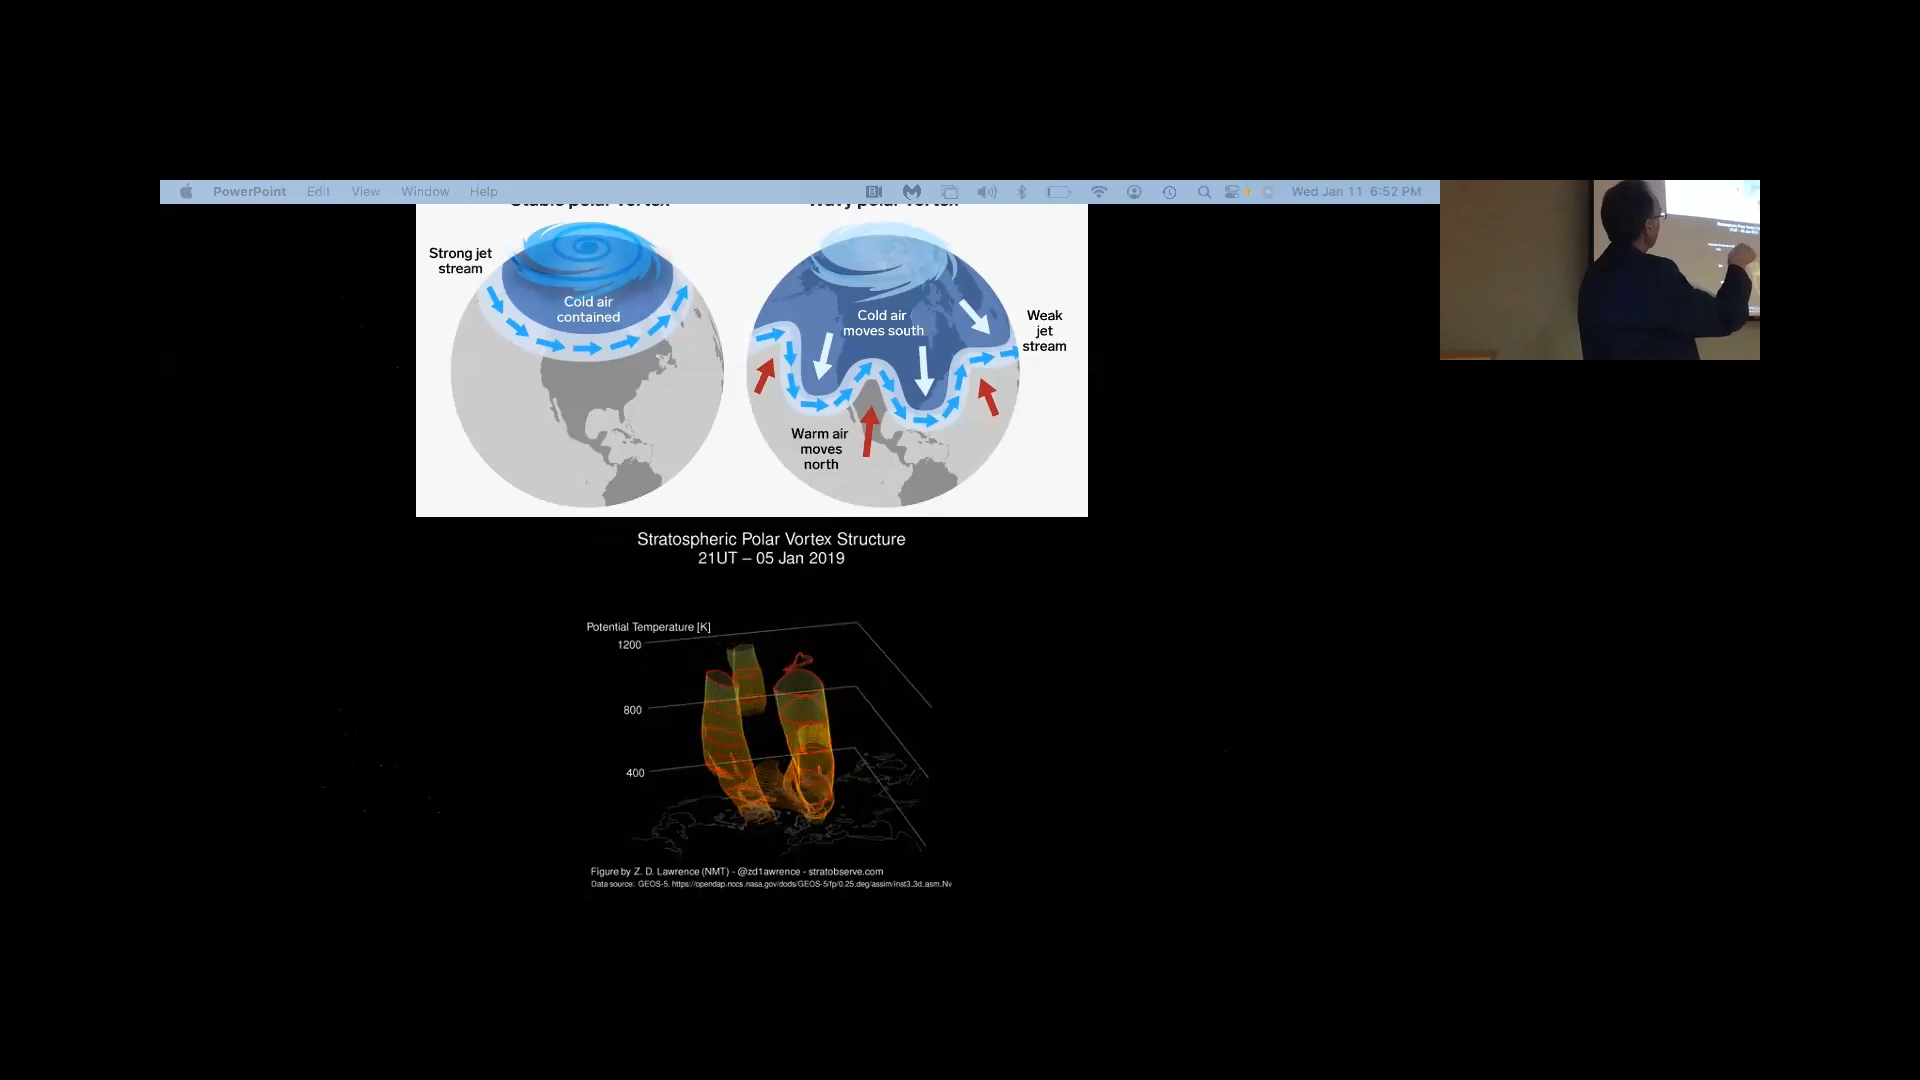 PowerPoint Edit View Window Help Wed Jan 11 6:52 PM
Stable polar vortex Wavy polar vortex
Strong jet
stream
Cold air
contained
Cold air
moves south
Weak
jet
stream
Warm air
moves
north
Stratospheric Polar Vortex Structure
21UT – 05 Jan 2019
Potential Temperature [K]
1200
800
400
Figure by Z. D. Lawrence (NMT) - @zd1awrence - stratobserve.com
Data source: GEOS-5, https://opendap.nccs.nasa.gov/dods/GEOS-5/fp/0.25_deg/assim/inst3_3d_asm_Nv